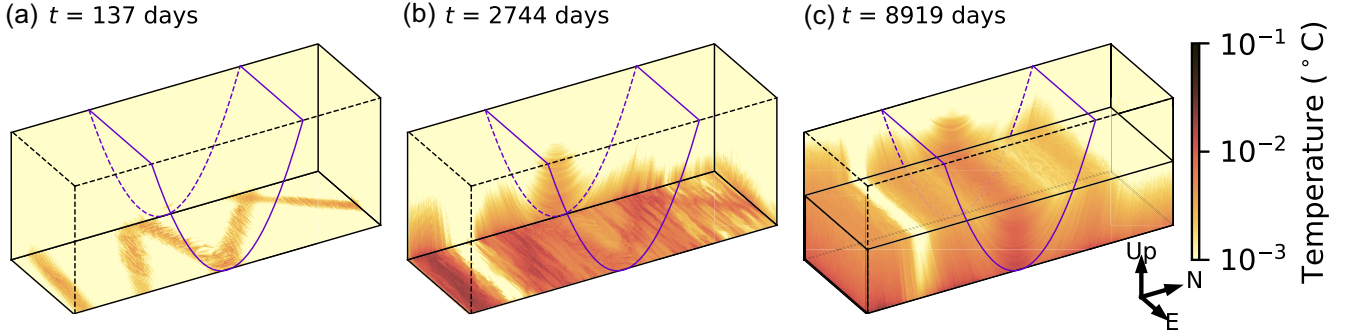 (a) t = 137 days
(b) t = 2744 days
(c) t = 8919 days
10⁻¹
10⁻²
10⁻³
Temperature (°C)
Up
N
E